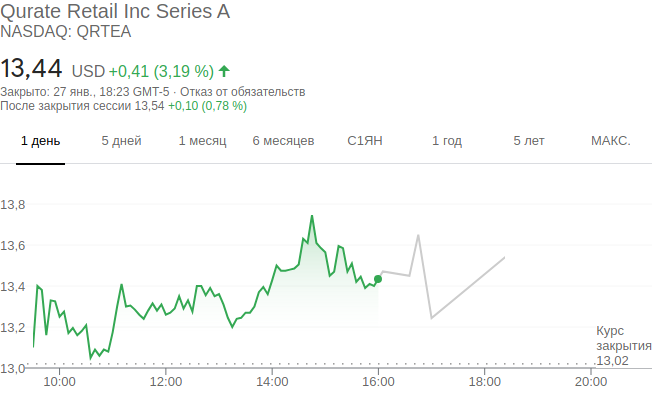 Qurate Retail Inc Series A
NASDAQ: QRTEA
13,44 USD +0,41 (3,19 %)
Закрыто: 27 янв., 18:23 GMT-5 · Отказ от обязательств
После закрытия сессии 13,54 +0,10 (0,78 %)
1 день 5 дней 1 месяц 6 месяцев С1ЯН 1 год 5 лет МАКС.
13,8
13,6
13,4
13,2
13,0
Курс
закрытия
13,02
10:00 12:00 14:00 16:00 18:00 20:00